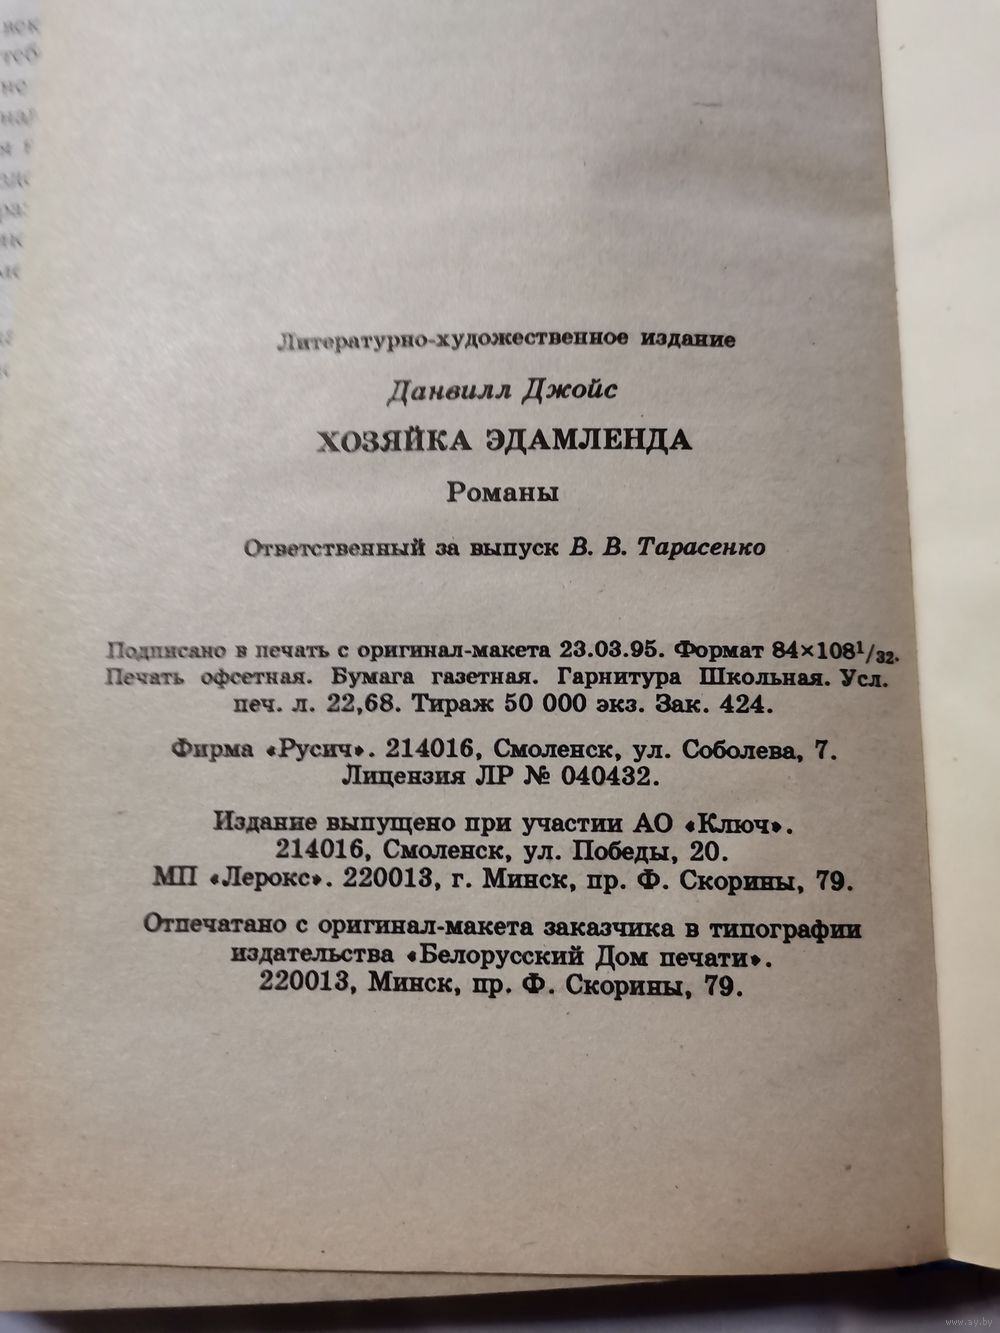 Литературно-художественное издание
Данвилл Джойс
ХОЗЯЙКА ЭДАМЛЕНДА
Романы
Ответственный за выпуск В. В. Тарасенко
Подписано в печать с оригинал-макета 23.03.95. Формат 84×108¹/₃₂.
Печать офсетная. Бумага газетная. Гарнитура Школьная. Усл.
печ. л. 22,68. Тираж 50 000 экз. Зак. 424.
Фирма «Русич». 214016, Смоленск, ул. Соболева, 7.
Лицензия ЛР № 040432.
Издание выпущено при участии АО «Ключ».
214016, Смоленск, ул. Победы, 20.
МП «Лерокс». 220013, г. Минск, пр. Ф. Скорины, 79.
Отпечатано с оригинал-макета заказчика в типографии
издательства «Белорусский Дом печати».
220013, Минск, пр. Ф. Скорины, 79.
www.ay.by